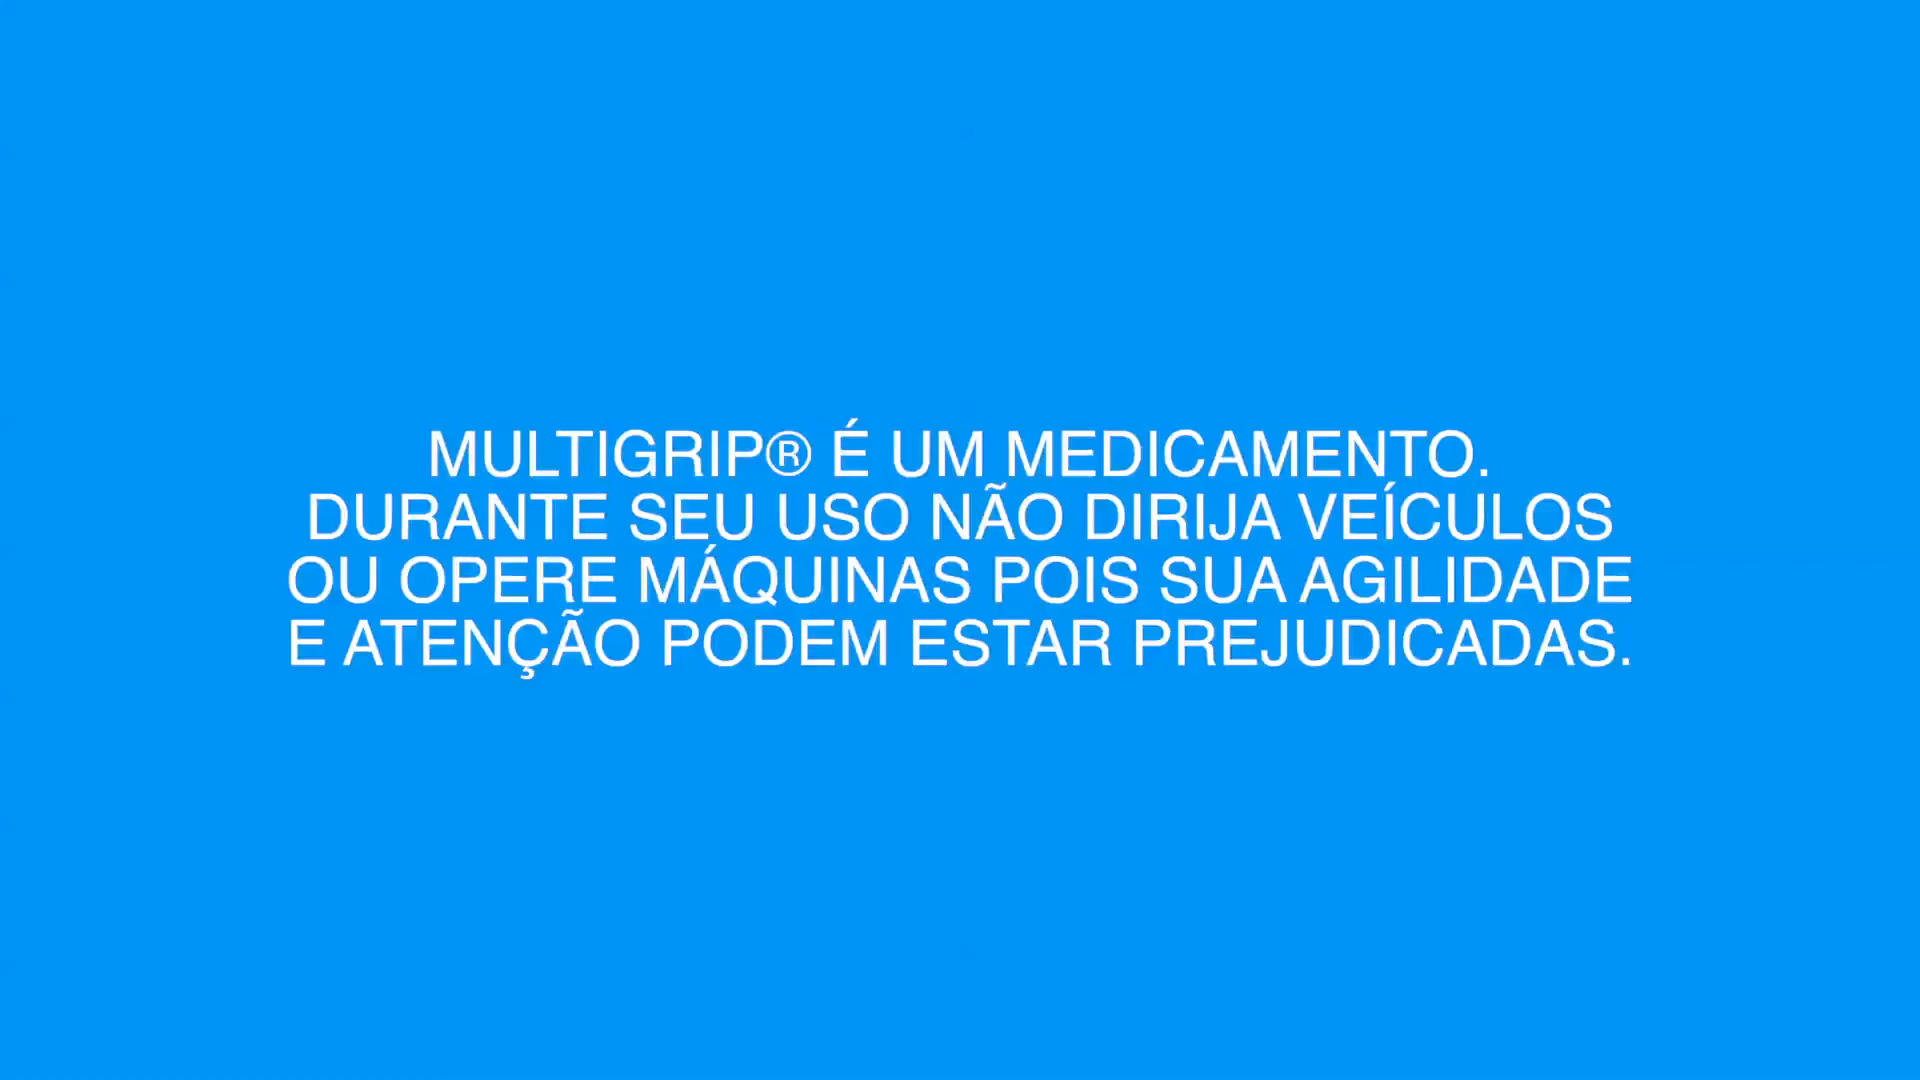 MULTIGRIP® É UM MEDICAMENTO.
DURANTE SEU USO NÃO DIRIJA VEÍCULOS
OU OPERE MÁQUINAS POIS SUA AGILIDADE
E ATENÇÃO PODEM ESTAR PREJUDICADAS.